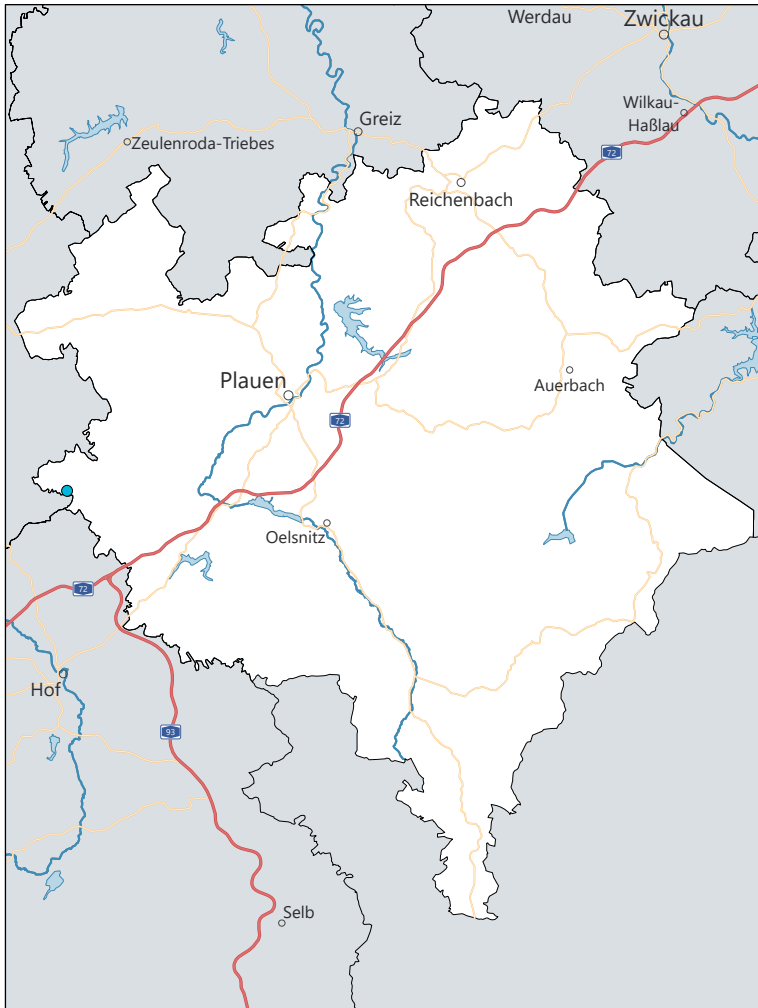 Werdau
Zwickau
Wilkau-
Haßlau
Greiz
Zeulenroda-Triebes
72
Reichenbach
Plauen
Auerbach
72
Oelsnitz
72
Hof
93
Selb